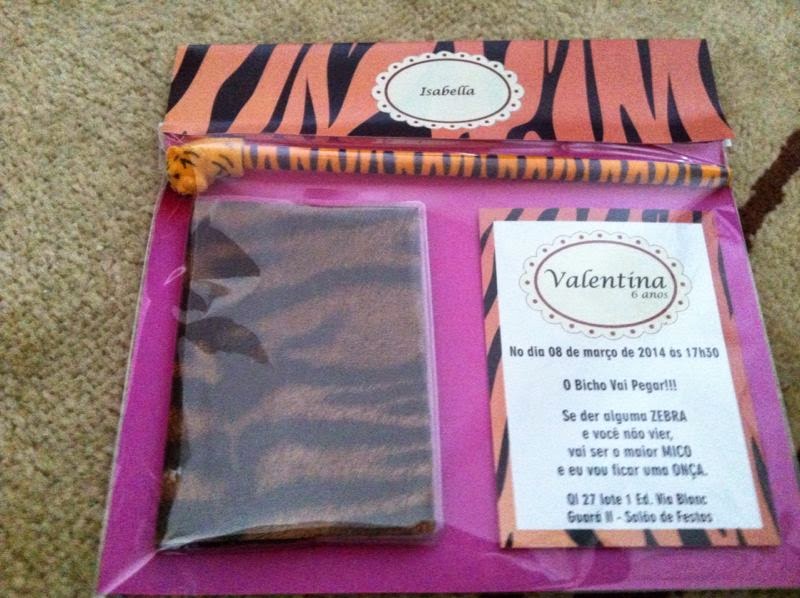 Isabella
Valentina
6 anos
No dia 08 de março de 2014 às 17h30
O Bicho Vai Pegar!!!
Se der alguma ZEBRA
e você não vier,
vai ser o maior MICO
e eu vou ficar uma ONÇA.
QI 27 lote 1 Ed. Via Blanc
Guará II - Salão de Festas